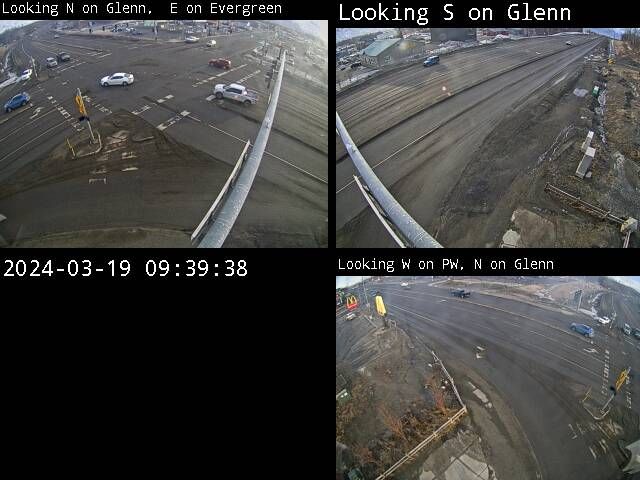 Looking N on Glenn,  E on Evergreen
Looking S on Glenn
2024-03-19 09:39:38
Looking W on PW, N on Glenn